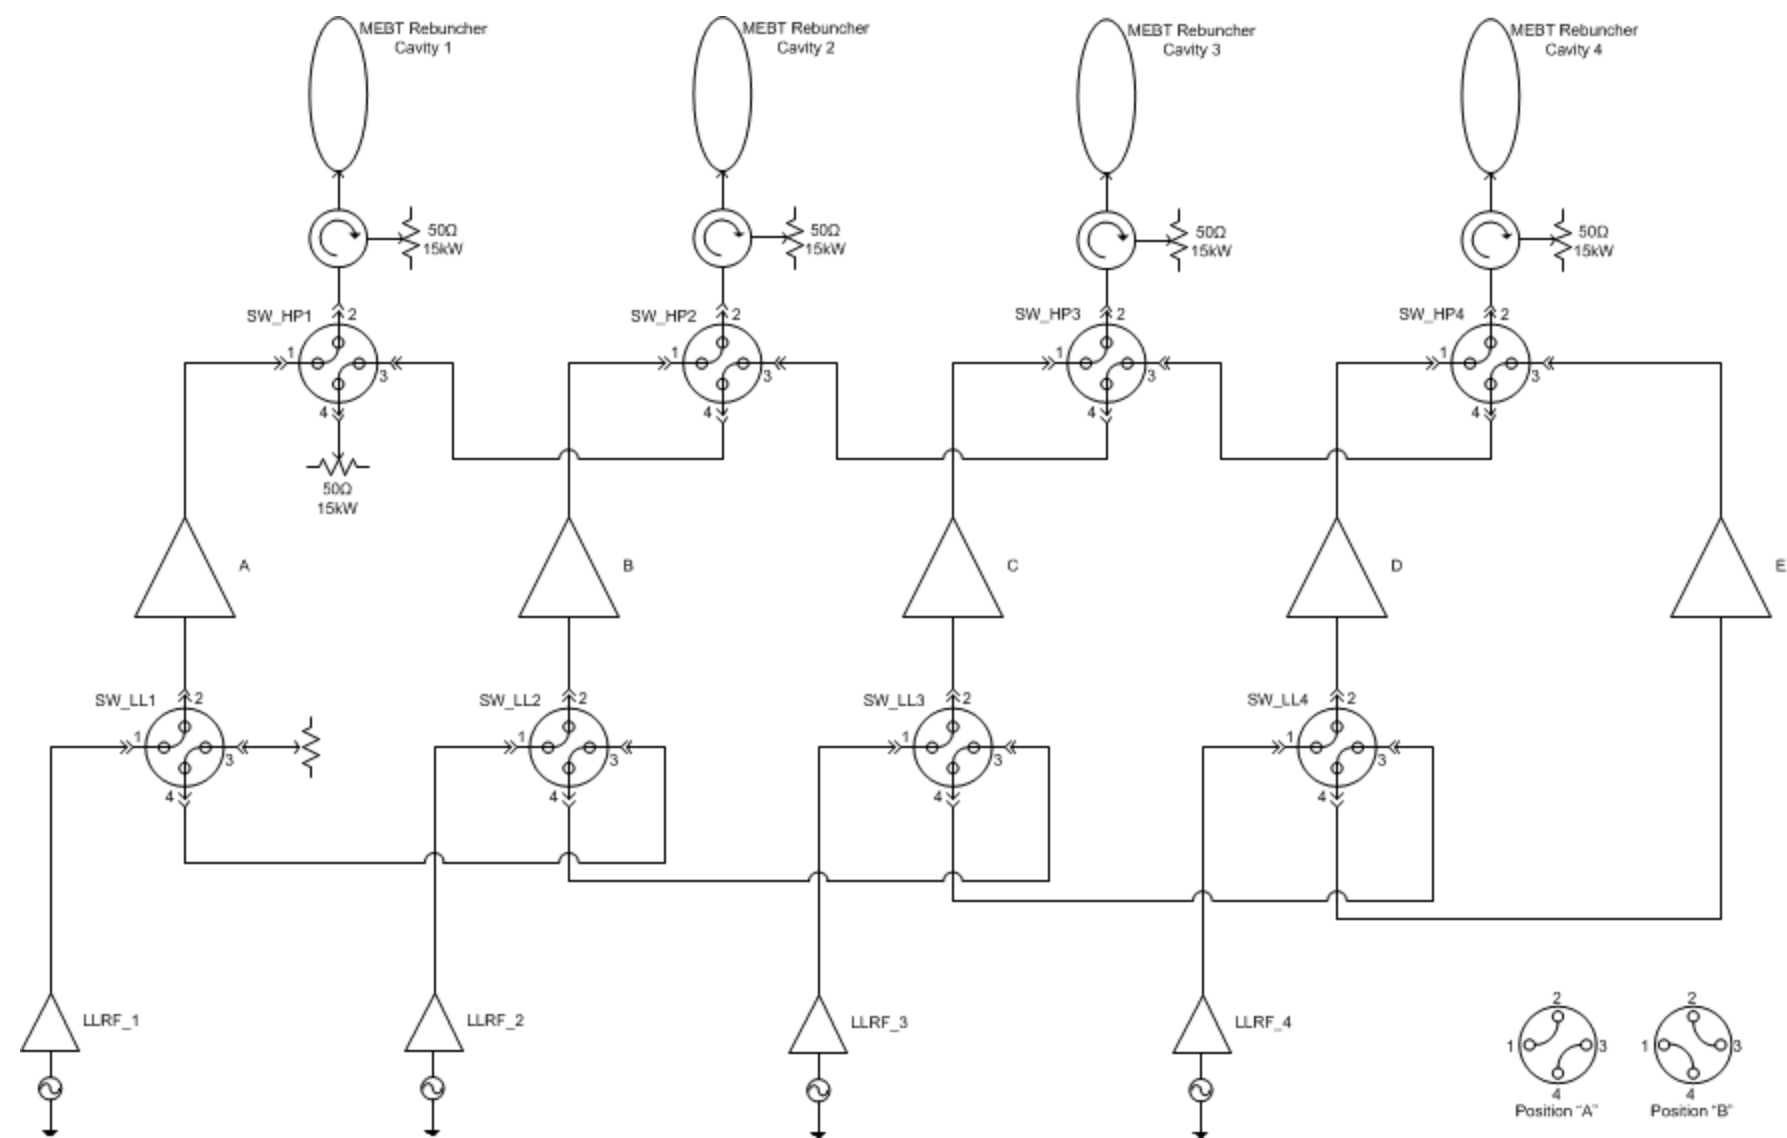 MEBT Rebuncher
Cavity 1
MEBT Rebuncher
Cavity 2
MEBT Rebuncher
Cavity 3
MEBT Rebuncher
Cavity 4
50Ω
15kW
50Ω
15kW
50Ω
15kW
50Ω
15kW
SW_HP1
2
1
3
4
SW_HP2
2
1
3
4
SW_HP3
2
1
3
4
SW_HP4
2
1
3
4
50Ω
15kW
A
B
C
D
E
SW_LL1
2
1
3
4
SW_LL2
2
1
3
4
SW_LL3
2
1
3
4
SW_LL4
2
1
3
4
LLRF_1
LLRF_2
LLRF_3
LLRF_4
2
1
3
4
Position "A"
2
1
3
4
Position "B"